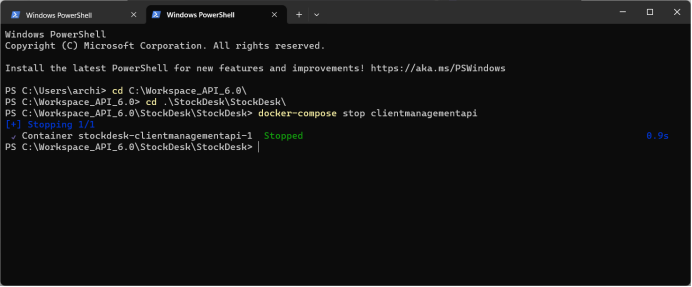 Windows PowerShell
Windows PowerShell
Windows PowerShell
Copyright (C) Microsoft Corporation. All rights reserved.
Install the latest PowerShell for new features and improvements! https://aka.ms/PSWindows
PS C:\Users\archi> cd C:\Workspace_API_6.0\
PS C:\Workspace_API_6.0> cd .\StockDesk\StockDesk\
PS C:\Workspace_API_6.0\StockDesk\StockDesk> docker-compose stop clientmanagementapi
[+] Stopping 1/1
✓ Container stockdesk-clientmanagementapi-1  Stopped 0.9s
PS C:\Workspace_API_6.0\StockDesk\StockDesk>